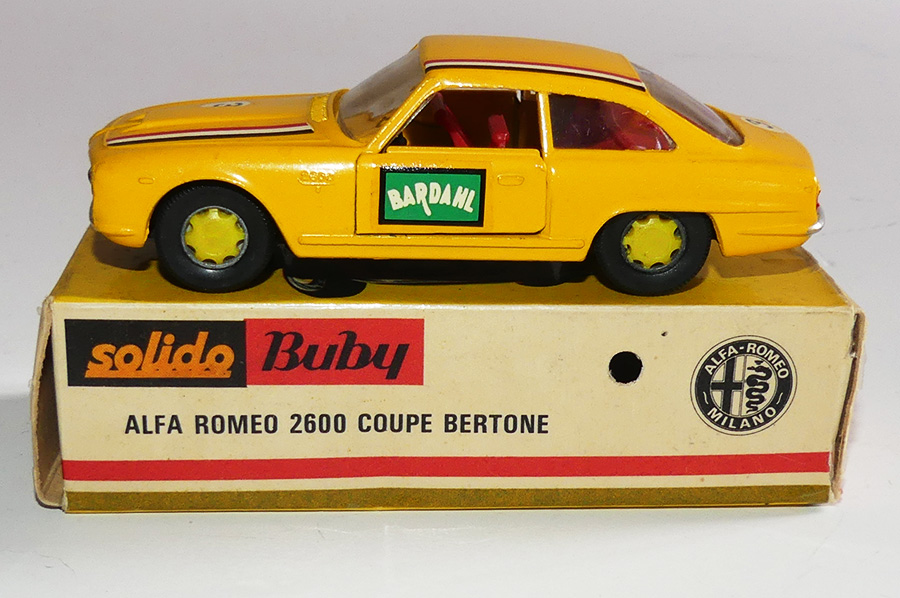 BARDAHL
solido Buby
ALFA ROMEO 2600 COUPE BERTONE
ALFA-ROMEO
MILANO